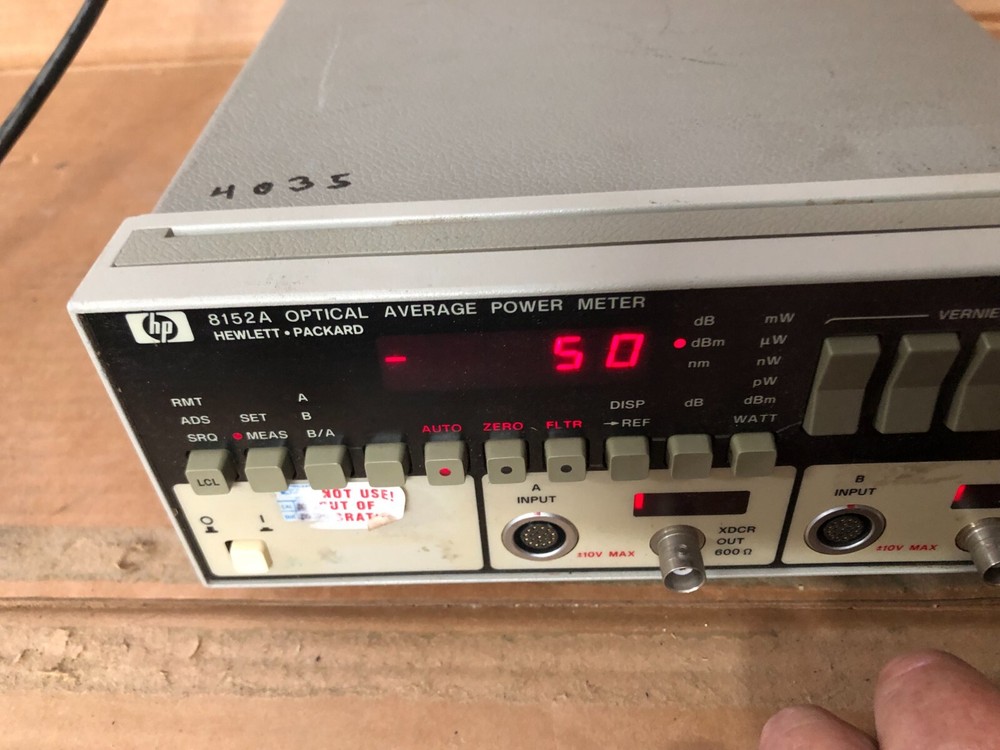 4035
hp
8152A OPTICAL AVERAGE POWER METER
HEWLETT • PACKARD
- 50
dB
dBm
nm
mW
µW
nW
pW
dBm
WATT
VERNIE
RMT
ADS
SRQ
SET
MEAS
A
B
B/A
AUTO
ZERO
FLTR
DISP
→REF
dB
LCL
NOT USE!
UT OF
BRAT
O
I
A
INPUT
±10V MAX
XDCR
OUT
600 Ω
B
INPUT
±10V MAX